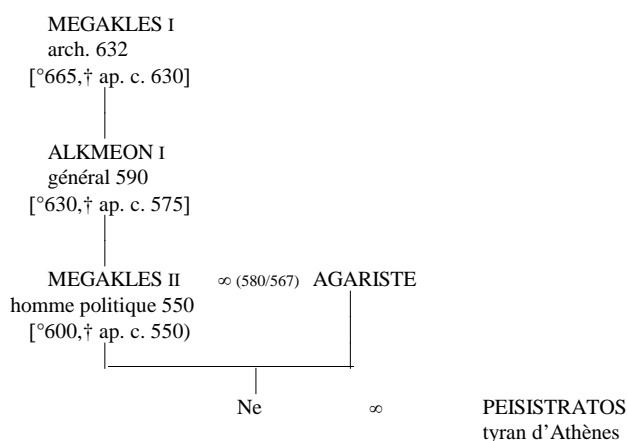 MEGAKLES I
arch. 632
[°665,† ap. c. 630]
ALKMEON I
général 590
[°630,† ap. c. 575]
MEGAKLES II ∞ (580/567) AGARISTE
homme politique 550
[°600,† ap. c. 550)
Ne ∞ PEISISTRATOS
tyran d’Athènes